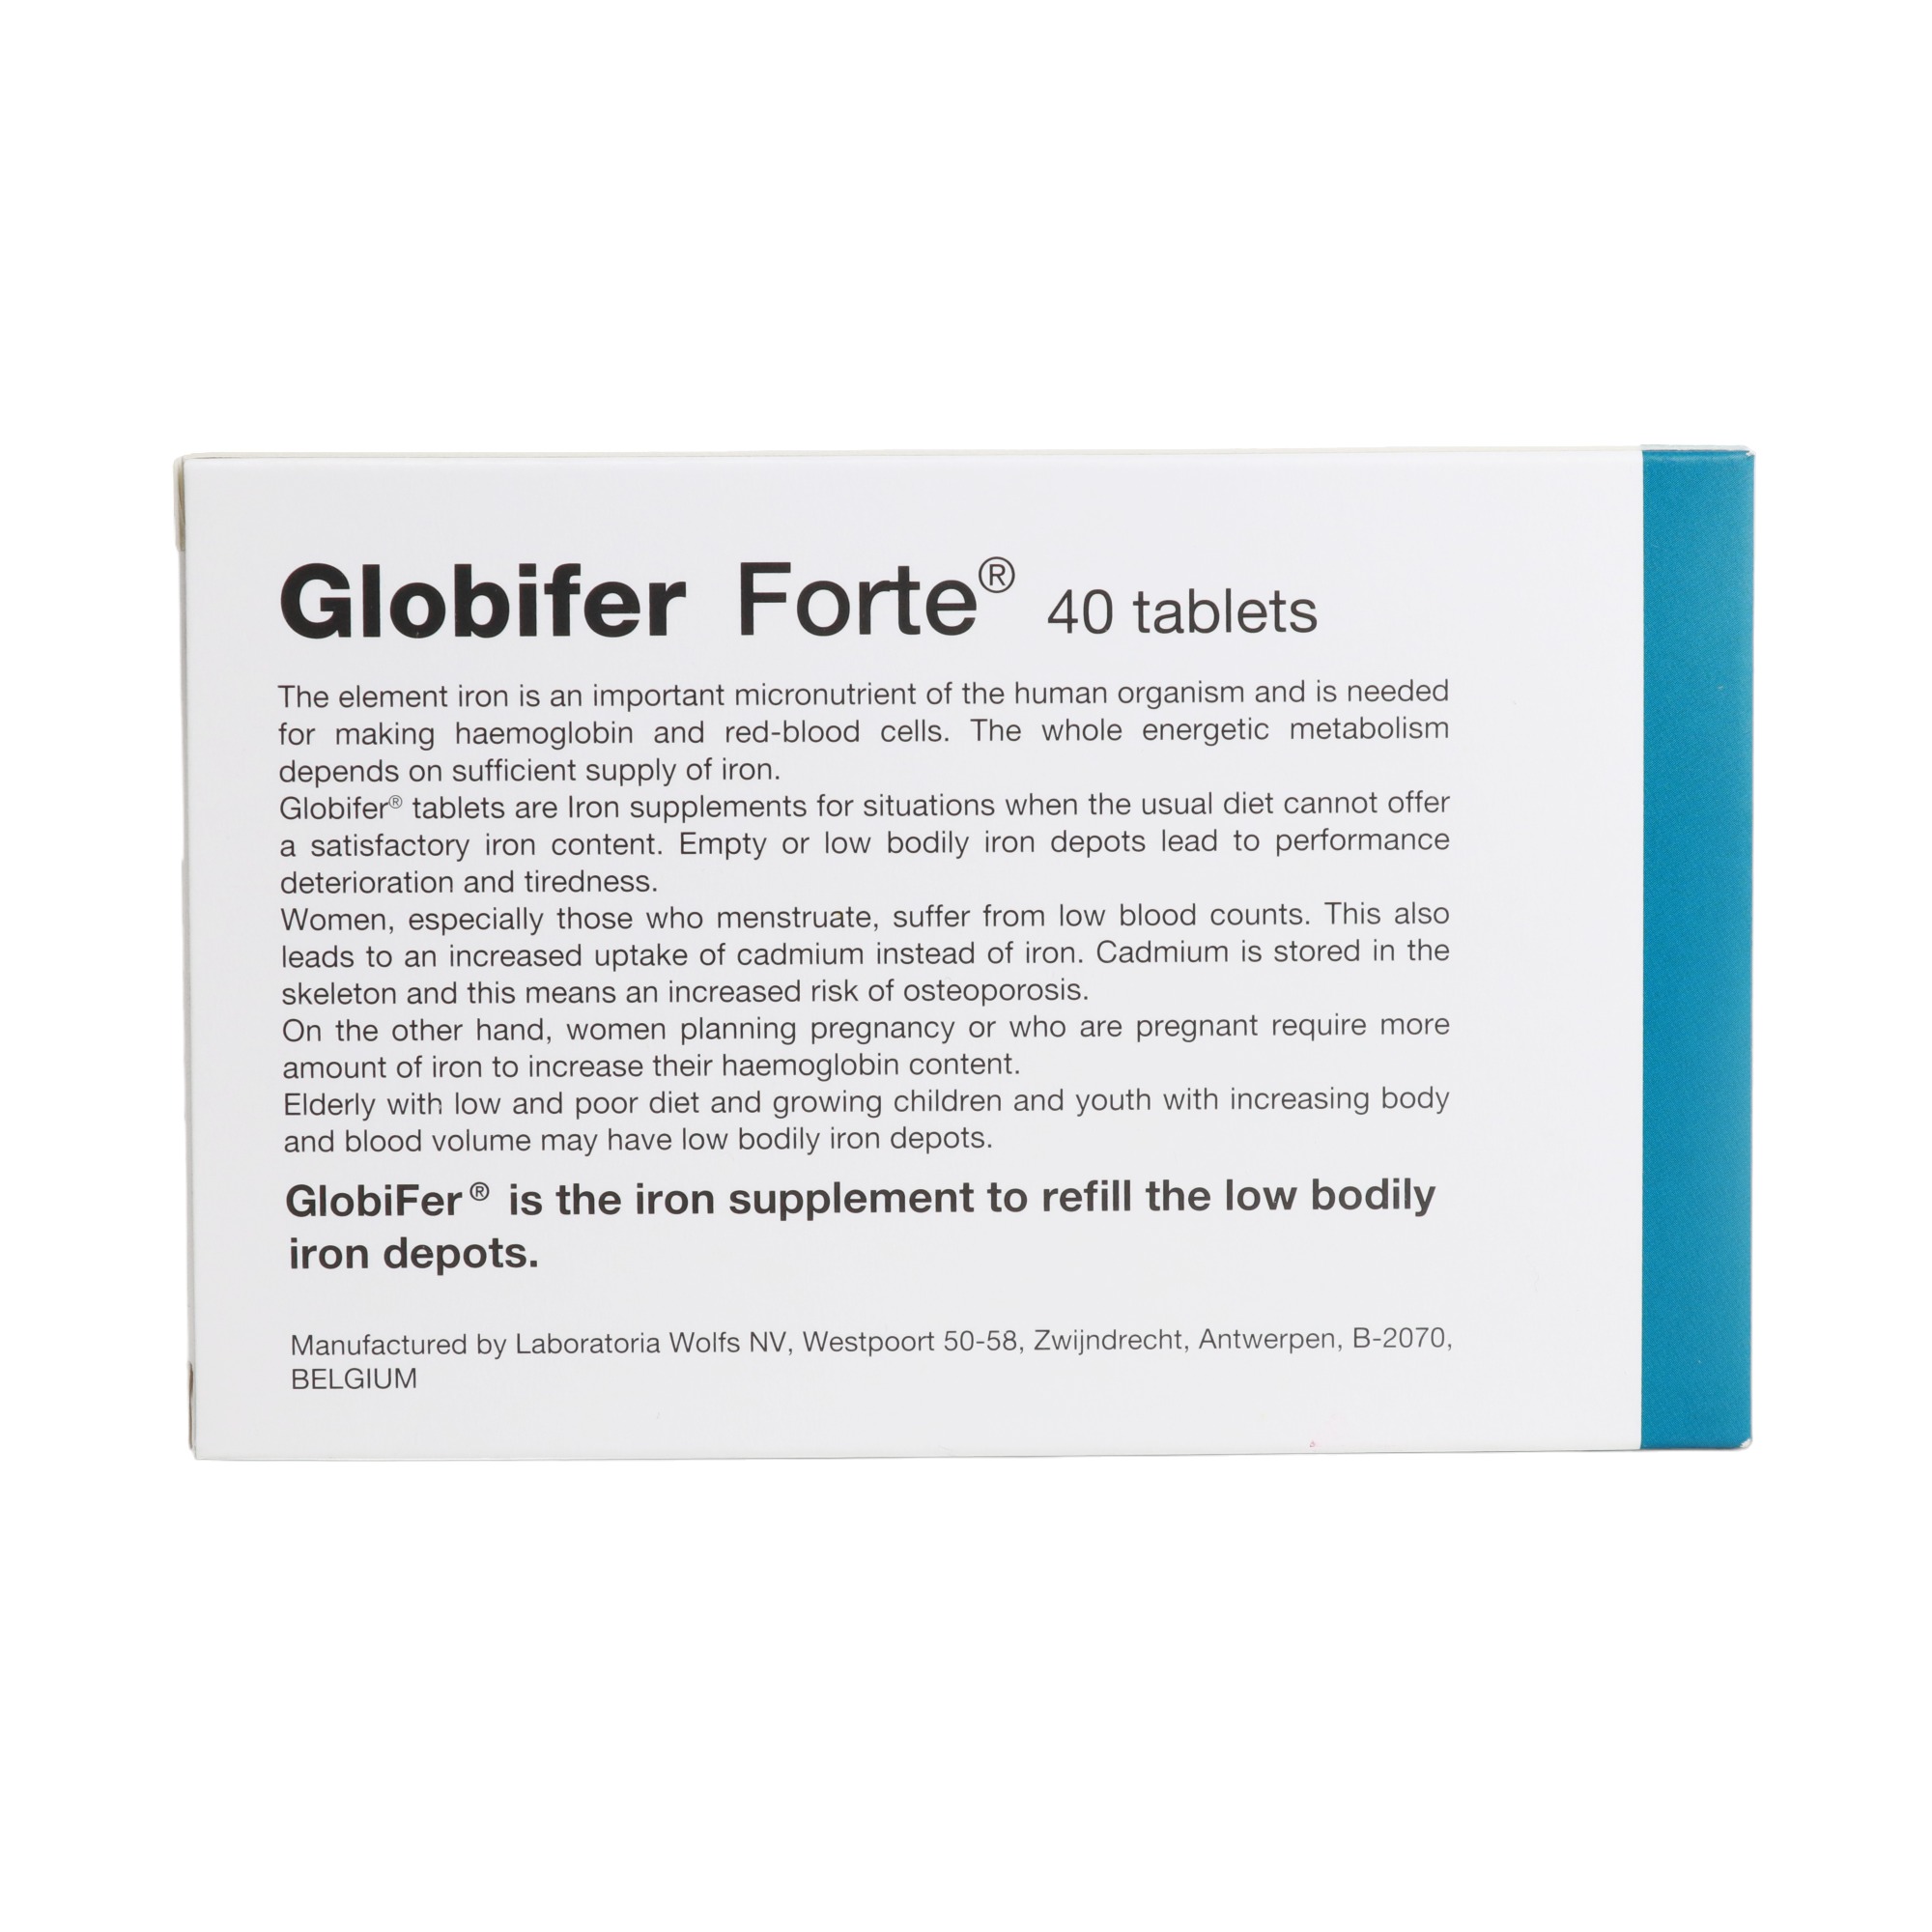 Globifer Forte® 40 tablets
The element iron is an important micronutrient of the human organism and is needed
for making haemoglobin and red-blood cells. The whole energetic metabolism
depends on sufficient supply of iron.
Globifer® tablets are Iron supplements for situations when the usual diet cannot offer
a satisfactory iron content. Empty or low bodily iron depots lead to performance
deterioration and tiredness.
Women, especially those who menstruate, suffer from low blood counts. This also
leads to an increased uptake of cadmium instead of iron. Cadmium is stored in the
skeleton and this means an increased risk of osteoporosis.
On the other hand, women planning pregnancy or who are pregnant require more
amount of iron to increase their haemoglobin content.
Elderly with low and poor diet and growing children and youth with increasing body
and blood volume may have low bodily iron depots.
GlobiFer® is the iron supplement to refill the low bodily
iron depots.
Manufactured by Laboratoria Wolfs NV, Westpoort 50-58, Zwijndrecht, Antwerpen, B-2070,
BELGIUM